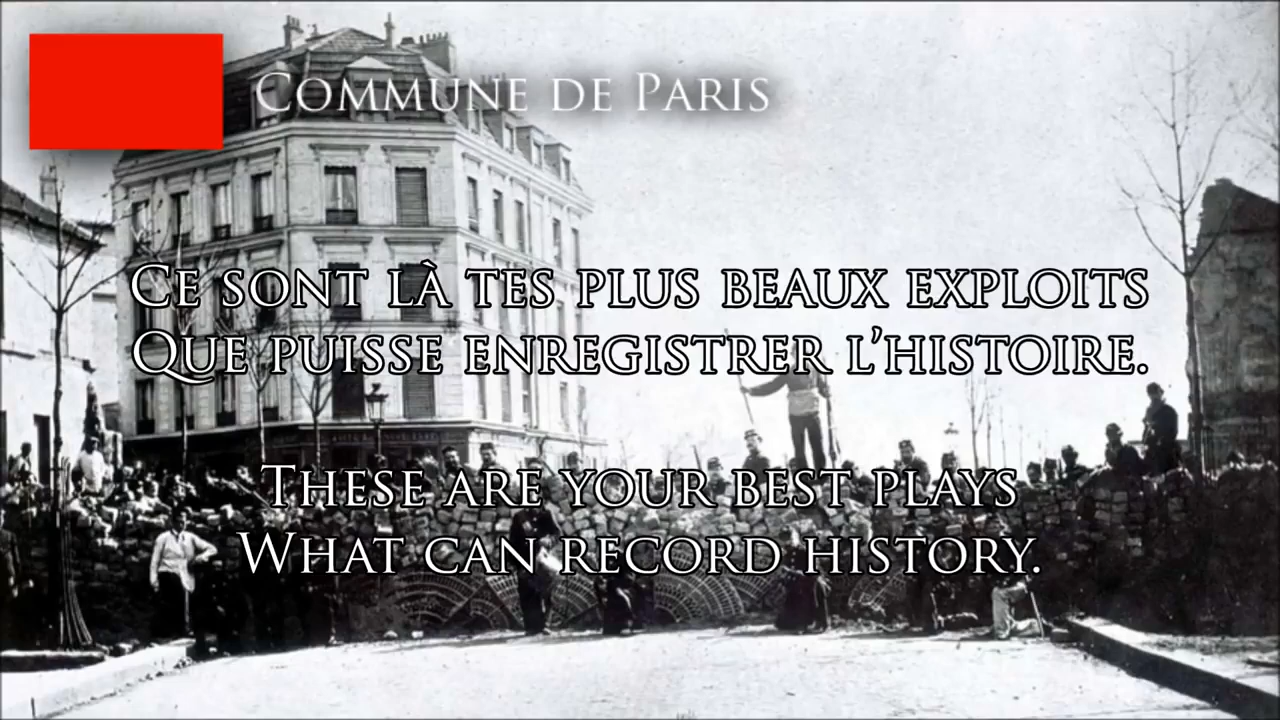 Commune de Paris
Ce sont là tes plus beaux exploits
Que puisse enregistrer l'histoire.
These are your best plays
What can record history.